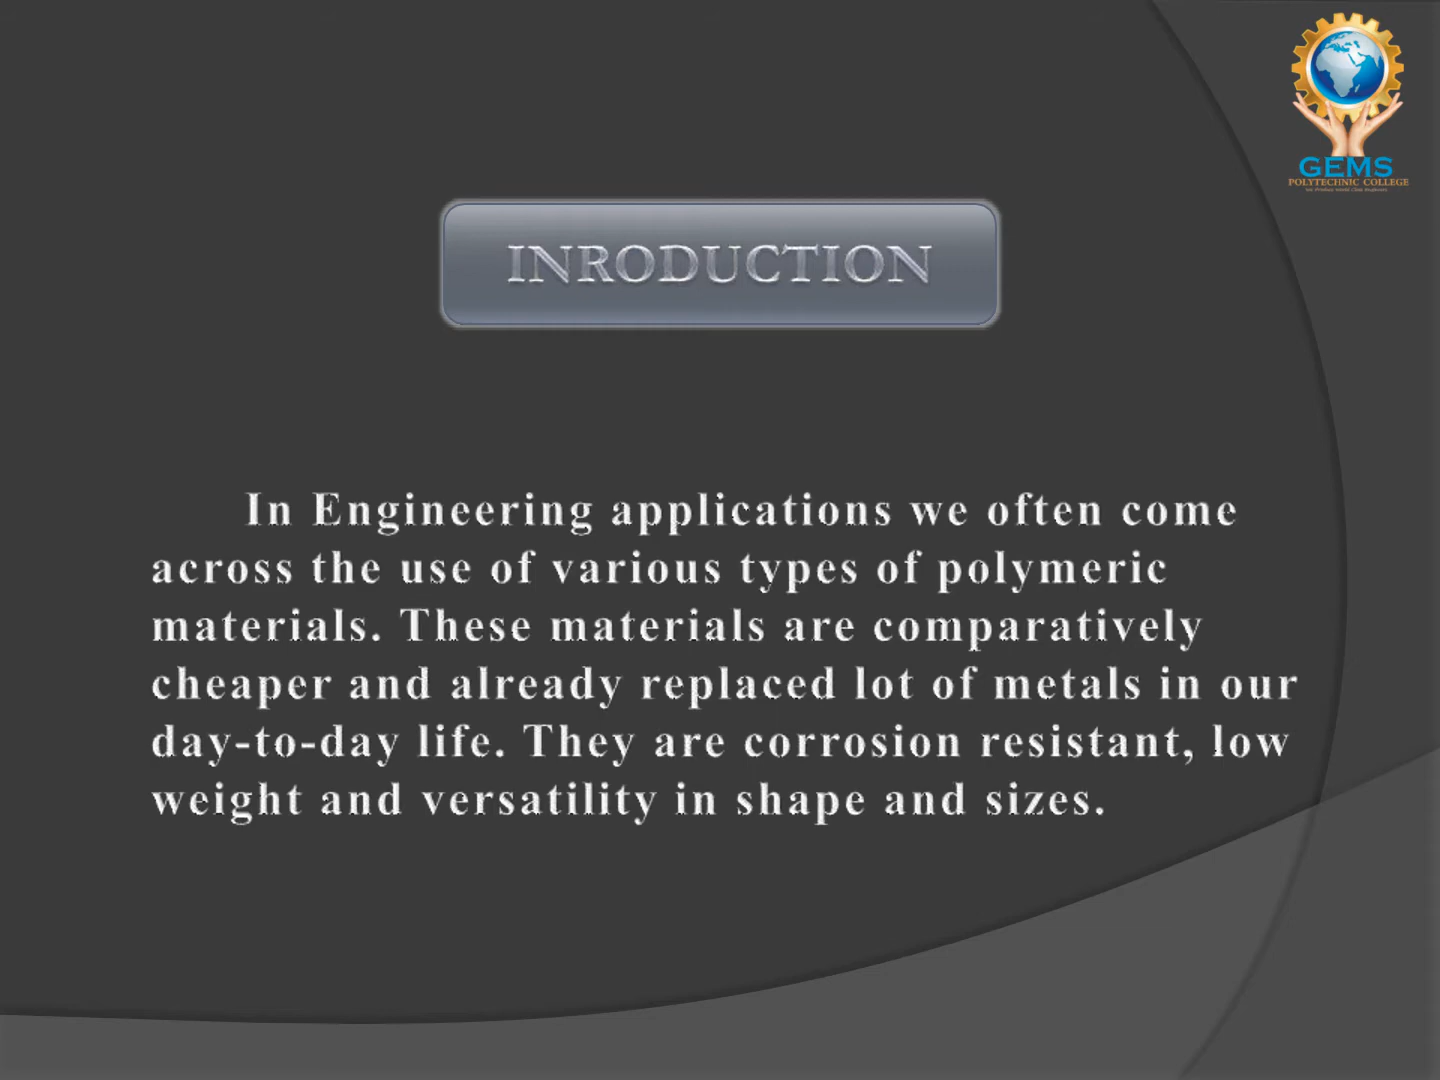 GEMS
POLYTECHNIC COLLEGE
INRODUCTION
In Engineering applications we often come
across the use of various types of polymeric
materials. These materials are comparatively
cheaper and already replaced lot of metals in our
day-to-day life. They are corrosion resistant, low
weight and versatility in shape and sizes.